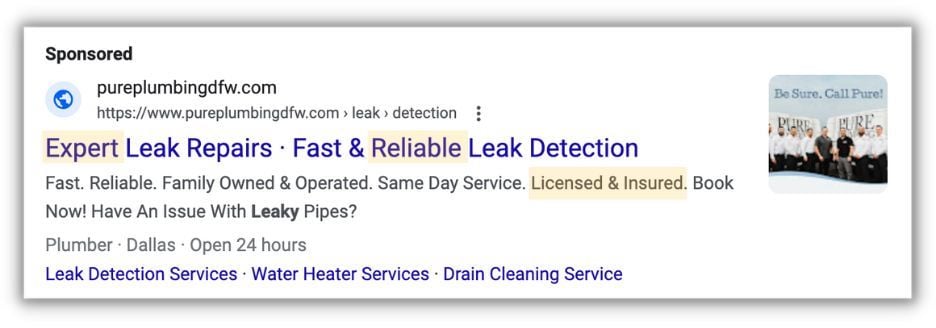 Sponsored
pureplumbingdfw.com
https://www.pureplumbingdfw.com › leak › detection
Expert Leak Repairs · Fast & Reliable Leak Detection
Fast. Reliable. Family Owned & Operated. Same Day Service. Licensed & Insured. Book
Now! Have An Issue With Leaky Pipes?
Plumber · Dallas · Open 24 hours
Leak Detection Services · Water Heater Services · Drain Cleaning Service
Be Sure. Call Pure!
PURE PURE